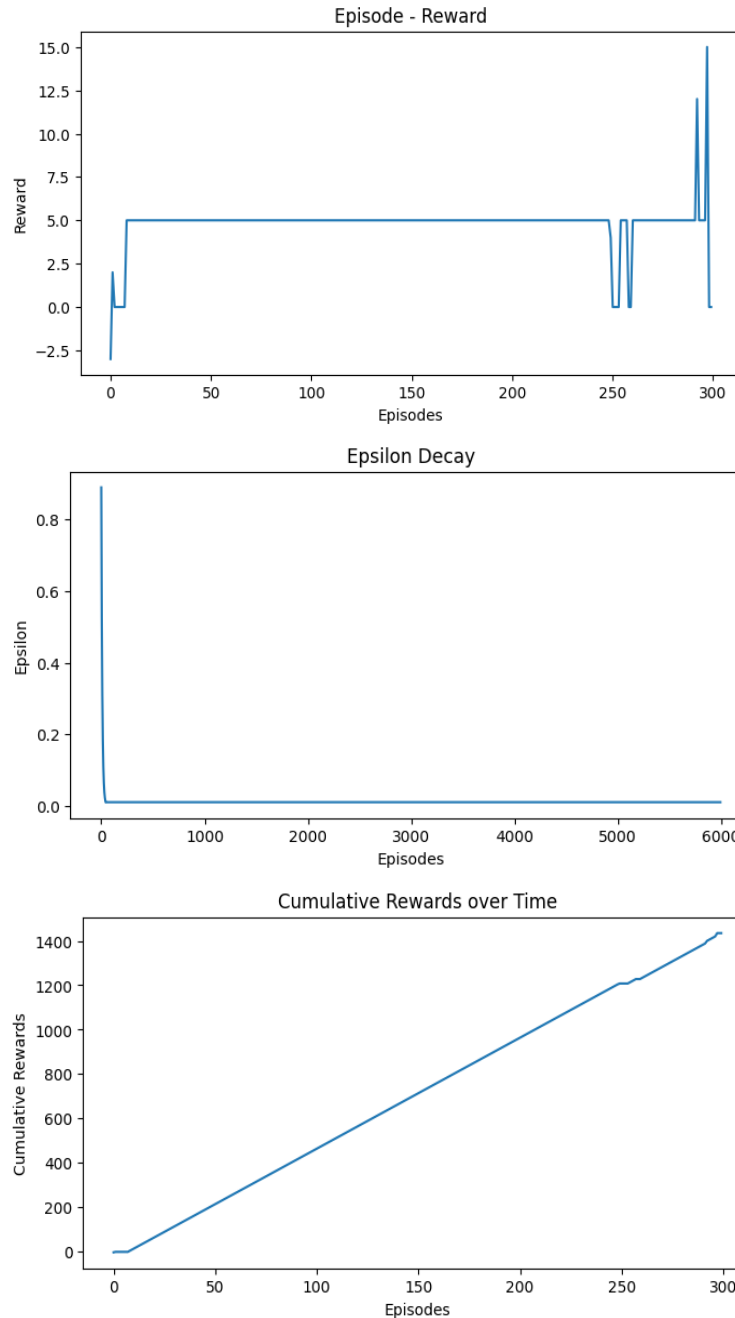 Episode - Reward
15.0
12.5
10.0
7.5
5.0
2.5
0.0
−2.5
Reward
0 50 100 150 200 250 300
Episodes
Epsilon Decay
0.8
0.6
0.4
0.2
0.0
Epsilon
0 1000 2000 3000 4000 5000 6000
Episodes
Cumulative Rewards over Time
1400
1200
1000
800
600
400
200
0
Cumulative Rewards
0 50 100 150 200 250 300
Episodes